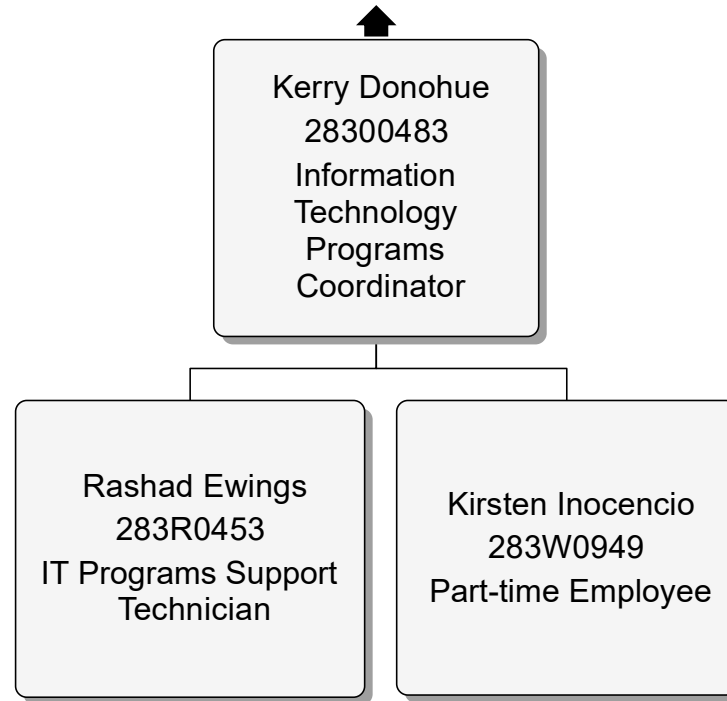 Kerry Donohue
28300483
Information
Technology
Programs
Coordinator
Rashad Ewings
283R0453
IT Programs Support
Technician
Kirsten Inocencio
283W0949
Part-time Employee